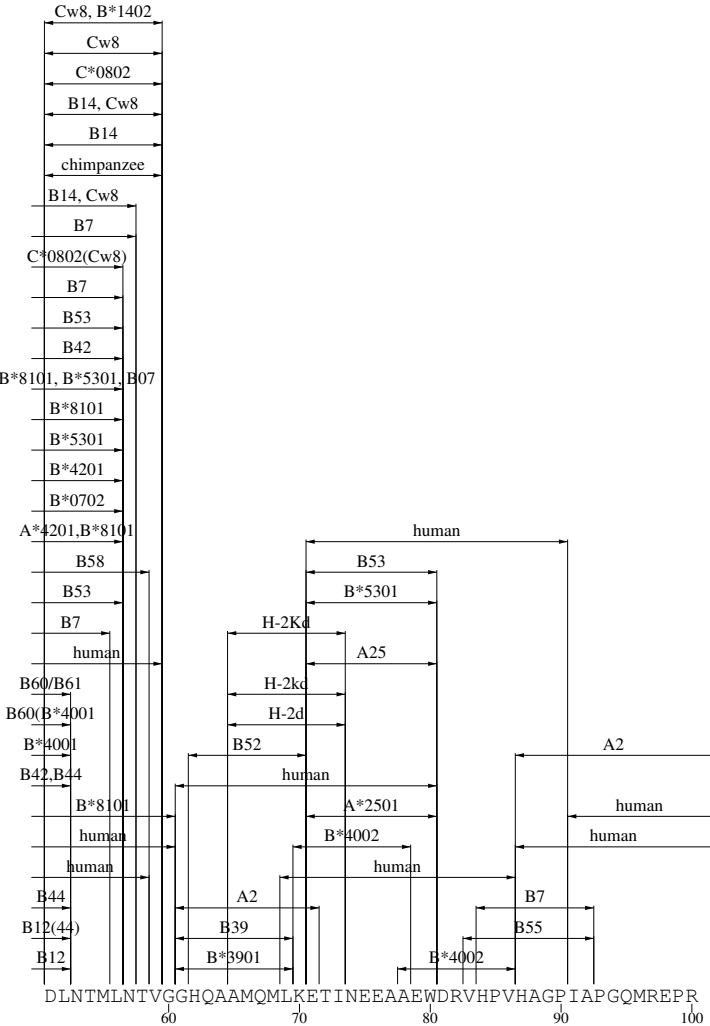 Cw8, B*1402
Cw8
C*0802
B14, Cw8
B14
chimpanzee
B14, Cw8
B7
C*0802(Cw8)
B7
B53
B42
B*8101, B*5301, B07
B*8101
B*5301
B*4201
B*0702
A*4201,B*8101 human
B58 B53
B53 B*5301
B7 H-2Kd
human A25
B60/B61 H-2kd
B60(B*4001 H-2d
B*4001 B52 A2
B42,B44 human
B*8101 A*2501 human
human B*4002 human
human human
B44 A2 B7
B12(44) B39 B55
B12 B*3901 B*4002
DLNTMLNTVGGHQAAMQMLKETINEEAAEWDRVHPVHAGPIAPGQMREPR
60 70 80 90 100